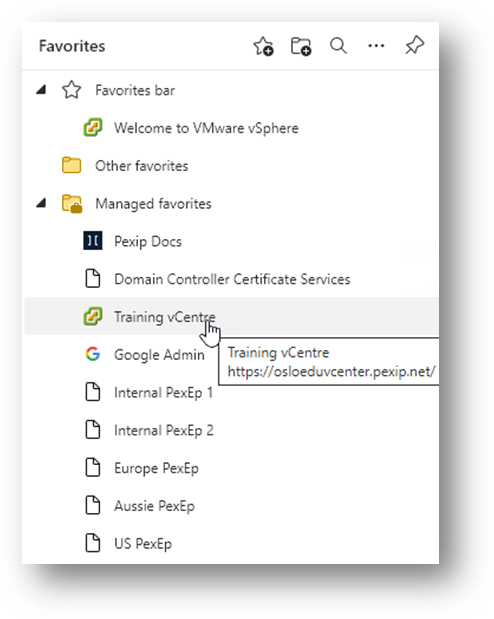 Favorites
Favorites bar
Welcome to VMware vSphere
Other favorites
Managed favorites
Pexip Docs
Domain Controller Certificate Services
Training vCentre
Google Admin
Training vCentre
https://osloeduvcenter.pexip.net/
Internal PexEp 1
Internal PexEp 2
Europe PexEp
Aussie PexEp
US PexEp